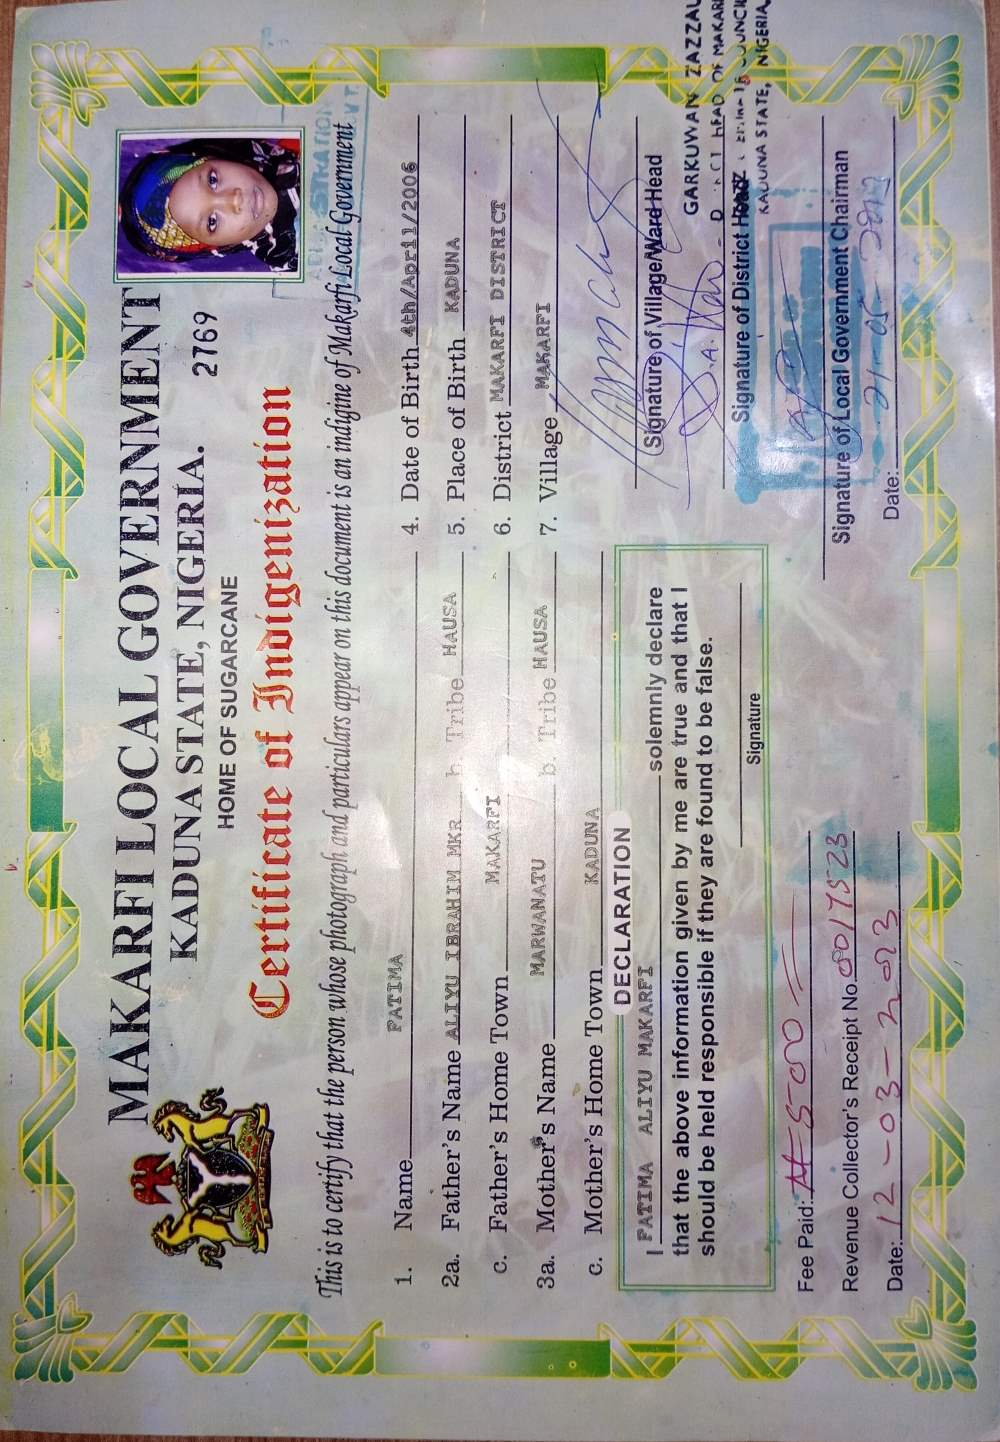 MAKARFI LOCAL GOVERNMENT
KADUNA STATE, NIGERIA.
2769
HOME OF SUGARCANE
Certificate of Indigenization
This is to certify that the person whose photograph and particulars appear on this document is an indigine of Makarfi Local Government
1. Name FATIMA
2a. Father's Name ALIYU IBRAHIM MKR b. Tribe HAUSA
c. Father's Home Town MAKARFI
3a. Mother's Name MARWANATU b. Tribe HAUSA
c. Mother's Home Town KADUNA
4. Date of Birth 4th/April/2006
5. Place of Birth KADUNA
6. District MAKARFI DISTRICT
7. Village MAKARFI
DECLARATION
I FATIMA ALIYU MAKARFI solemnly declare
that the above information given by me are true and that I
should be held responsible if they are found to be false.
Signature
Fee Paid: ₦500=
Revenue Collector's Receipt No. 0017523
Date: 12-03-2023
Signature of Village/Ward Head
GARKUWAN ZAZZAU
HEAD OF MAKARFI
KADUNA STATE, NIGERIA
Signature of District Head
Signature of Local Government Chairman
Date: